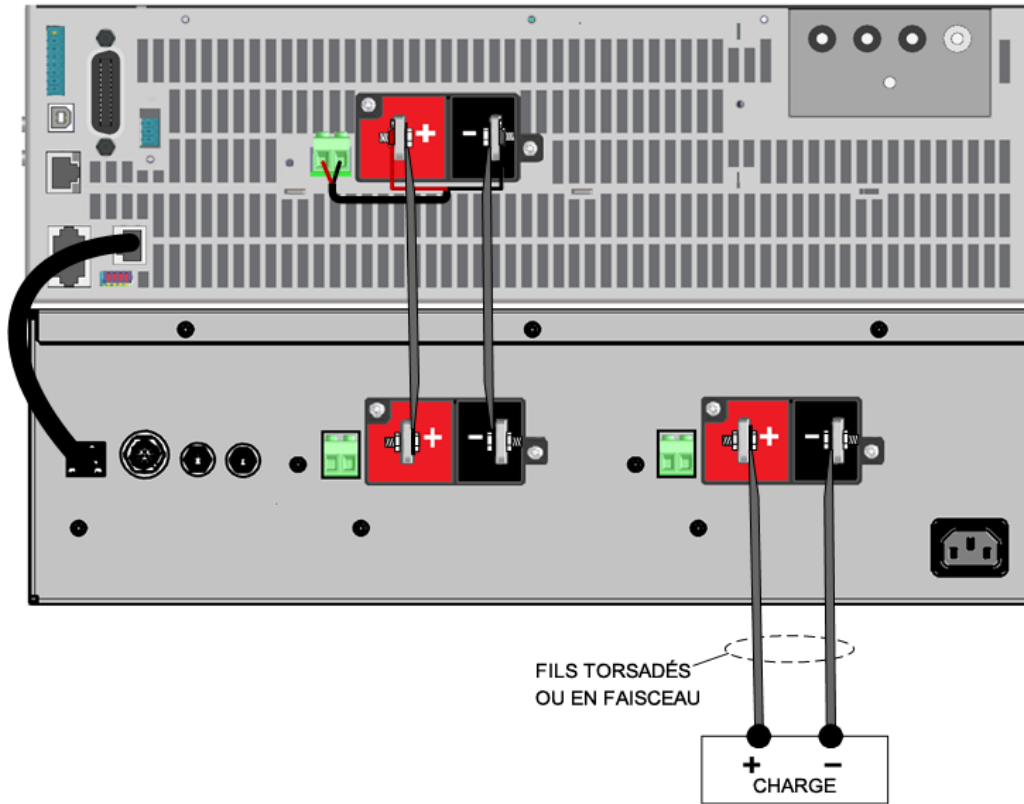 + −
+ −
+ −
FILS TORSADÉS
OU EN FAISCEAU
+ −
CHARGE